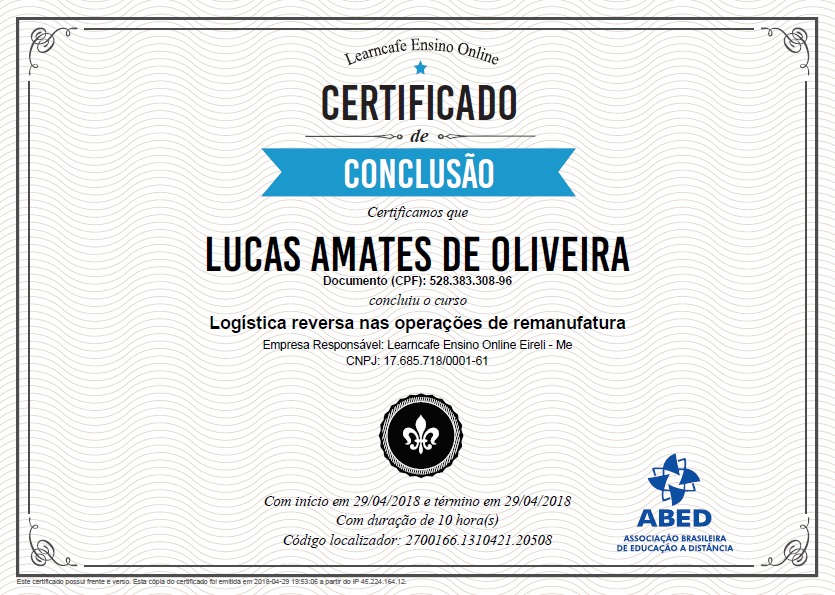 Learncafe Ensino Online
CERTIFICADO
de
CONCLUSÃO
Certificamos que
LUCAS AMATES DE OLIVEIRA
Documento (CPF): 528.383.308-96
concluiu o curso
Logística reversa nas operações de remanufatura
Empresa Responsável: Learncafe Ensino Online Eireli - Me
CNPJ: 17.685.718/0001-61
Com início em 29/04/2018 e término em 29/04/2018
Com duração de 10 hora(s)
Código localizador: 2700166.1310421.20508
ABED
ASSOCIAÇÃO BRASILEIRA
DE EDUCAÇÃO A DISTÂNCIA
Este certificado possui frente e verso. Esta cópia do certificado foi emitida em 2018-04-29 19:53:06 a partir do IP 45.224.164.12.